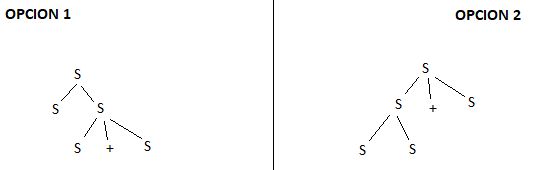 OPCION 1
S
S S
S + S
OPCION 2
S
S + S
S S